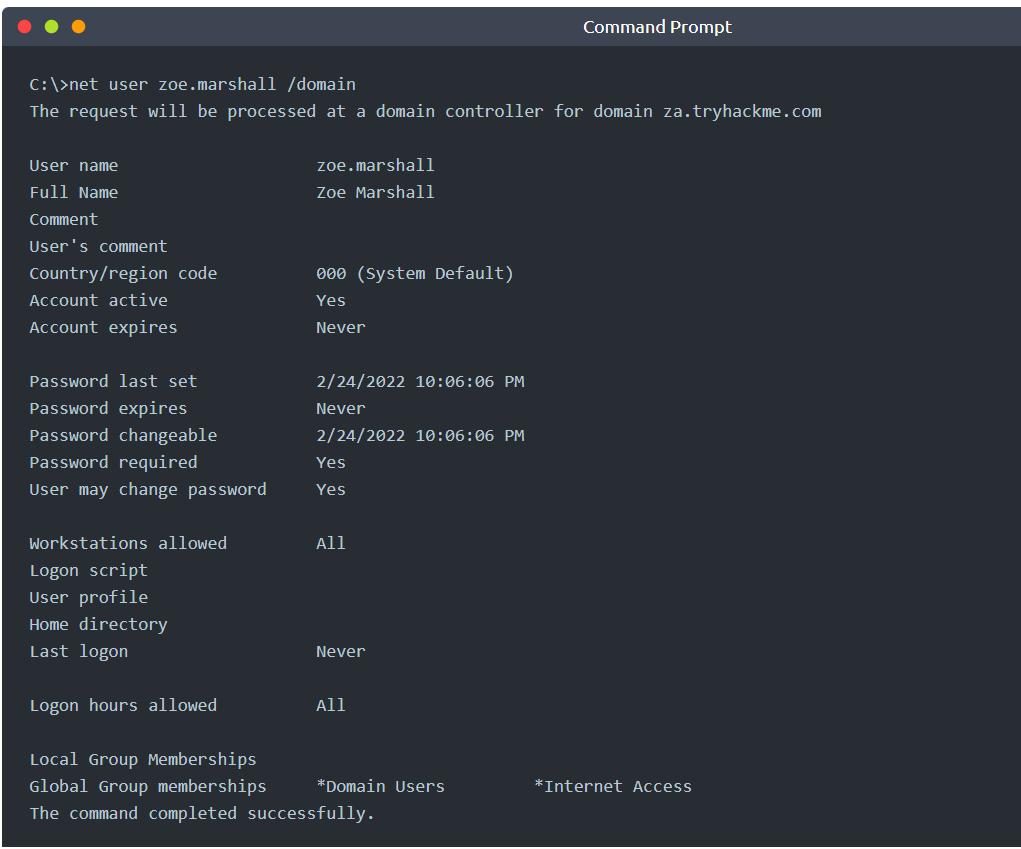 Command Prompt
C:\>net user zoe.marshall /domain
The request will be processed at a domain controller for domain za.tryhackme.com
User name                    zoe.marshall
Full Name                    Zoe Marshall
Comment
User's comment
Country/region code          000 (System Default)
Account active               Yes
Account expires              Never
Password last set            2/24/2022 10:06:06 PM
Password expires             Never
Password changeable          2/24/2022 10:06:06 PM
Password required            Yes
User may change password     Yes
Workstations allowed         All
Logon script
User profile
Home directory
Last logon                   Never
Logon hours allowed          All
Local Group Memberships
Global Group memberships     *Domain Users         *Internet Access
The command completed successfully.